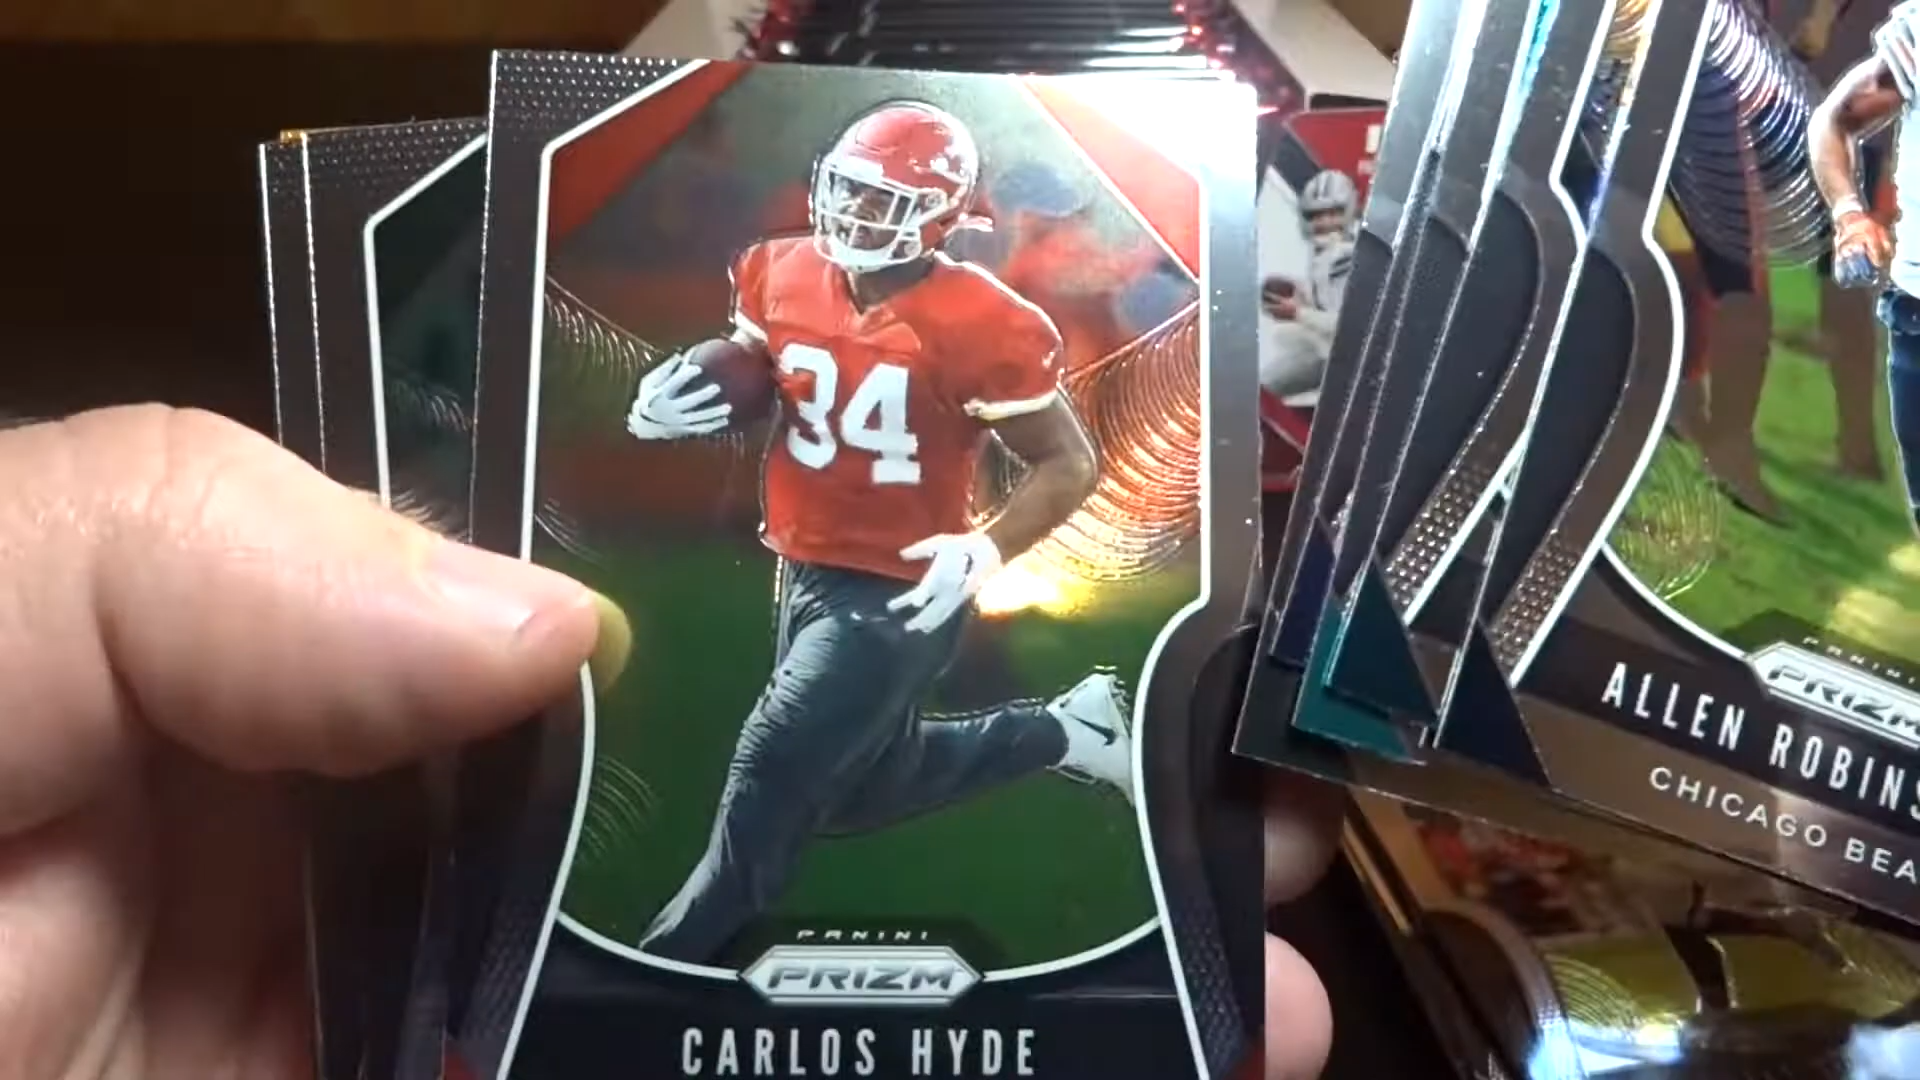 34
PANINI
PRIZM
CARLOS HYDE
PANINI
PRIZM
ALLEN ROBINS
CHICAGO BEA